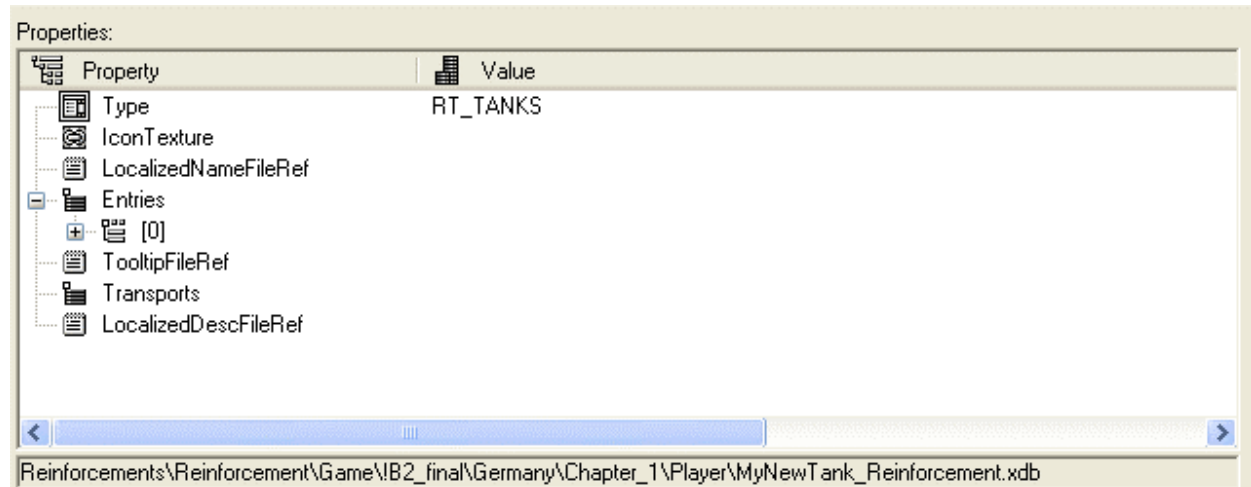 Properties:
Property Value
Type RT_TANKS
IconTexture
LocalizedNameFileRef
Entries
[0]
TooltipFileRef
Transports
LocalizedDescFileRef
Reinforcements\Reinforcement\Game\!B2_final\Germany\Chapter_1\Player\MyNewTank_Reinforcement.xdb